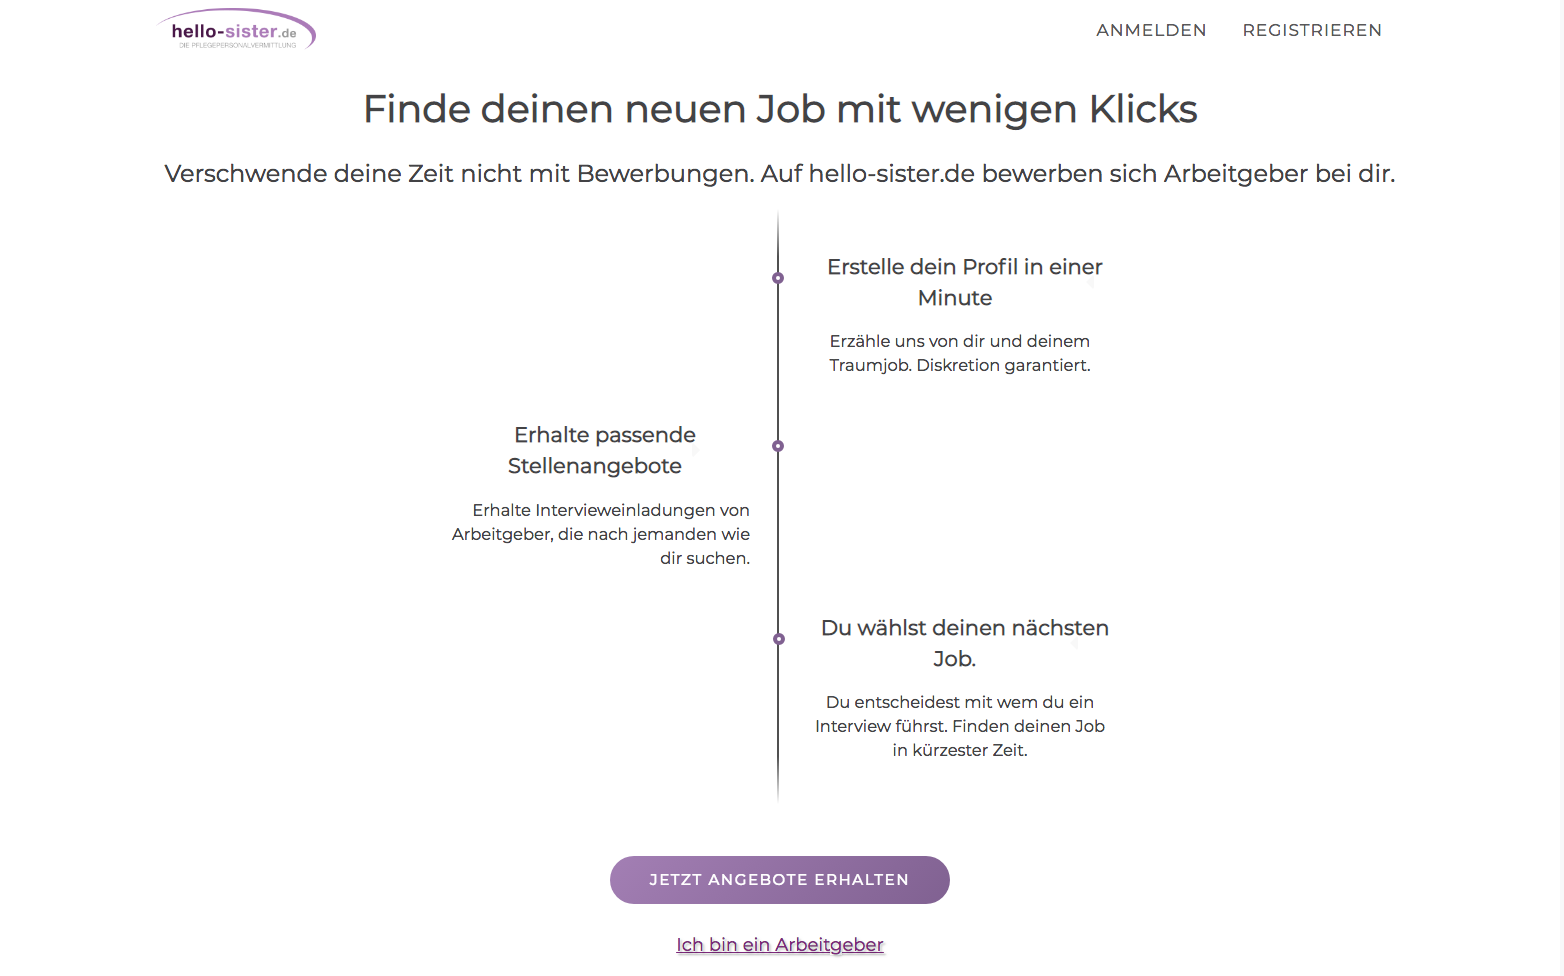 hello-sister.de
DIE PFLEGEPERSONALVERMITTLUNG
ANMELDEN
REGISTRIEREN
Finde deinen neuen Job mit wenigen Klicks
Verschwende deine Zeit nicht mit Bewerbungen. Auf hello-sister.de bewerben sich Arbeitgeber bei dir.
Erstelle dein Profil in einer
Minute
Erzähle uns von dir und deinem
Traumjob. Diskretion garantiert.
Erhalte passende
Stellenangebote
Erhalte Intervieweinladungen von
Arbeitgeber, die nach jemanden wie
dir suchen.
Du wählst deinen nächsten
Job.
Du entscheidest mit wem du ein
Interview führst. Finden deinen Job
in kürzester Zeit.
JETZT ANGEBOTE ERHALTEN
Ich bin ein Arbeitgeber